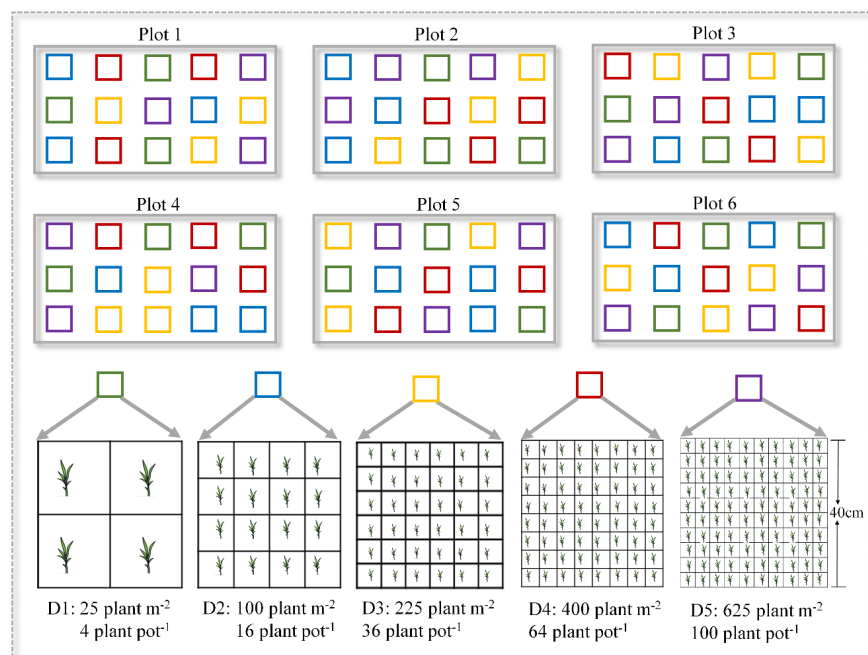 Plot 1
Plot 2
Plot 3
Plot 4
Plot 5
Plot 6
40cm
D1: 25 plant m⁻²
4 plant pot⁻¹
D2: 100 plant m⁻²
16 plant pot⁻¹
D3: 225 plant m⁻²
36 plant pot⁻¹
D4: 400 plant m⁻²
64 plant pot⁻¹
D5: 625 plant m⁻²
100 plant pot⁻¹